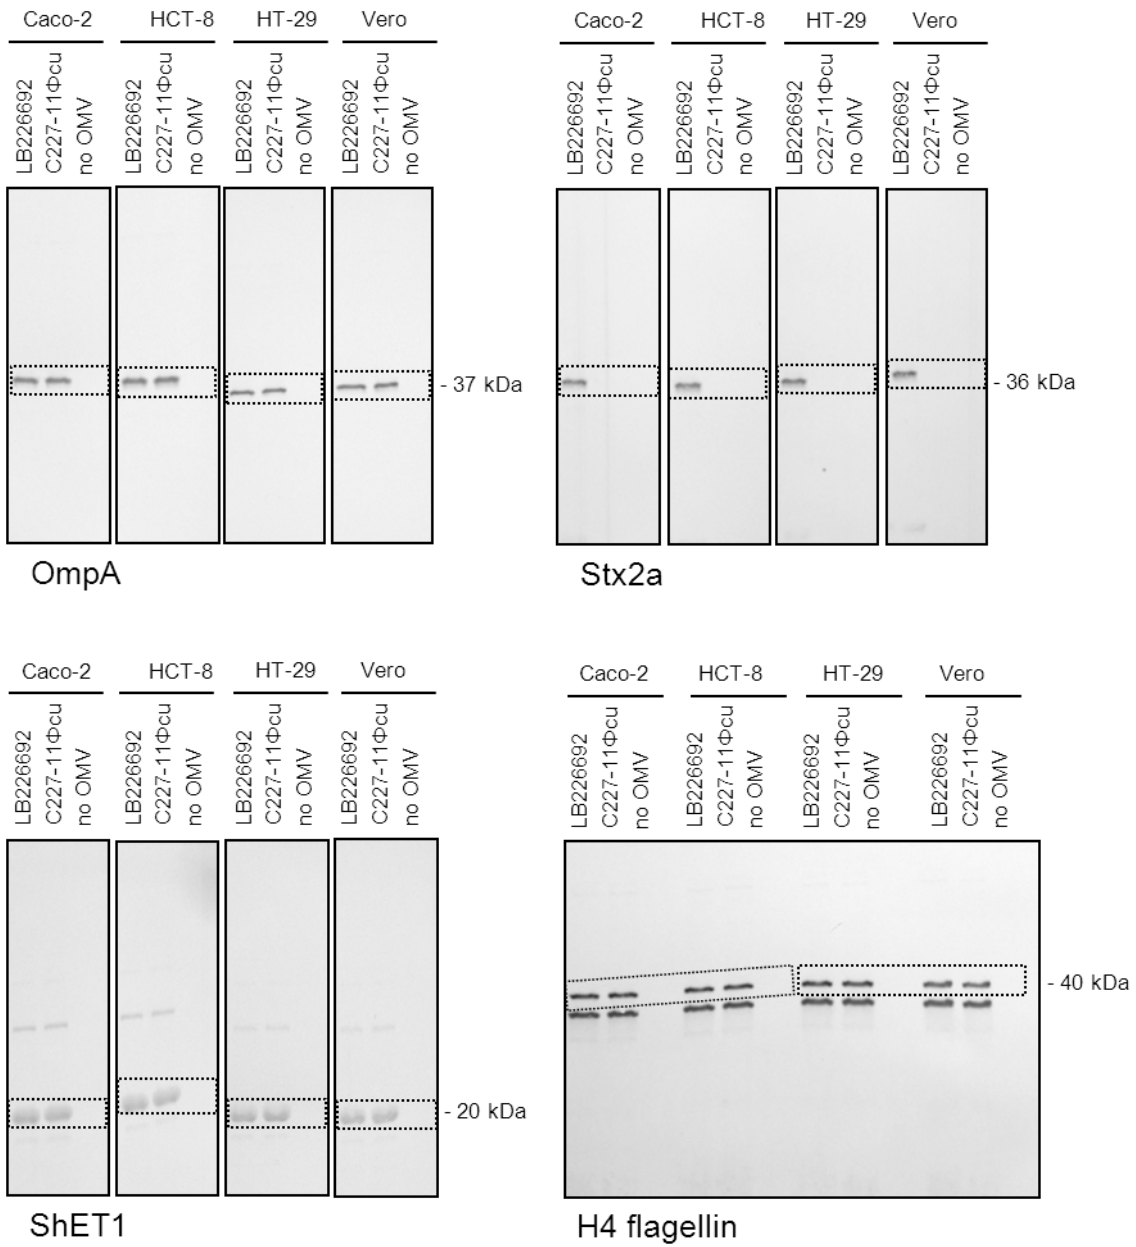 Caco-2 HCT-8 HT-29 Vero
LB226692 C227-11Φcu no OMV LB226692 C227-11Φcu no OMV LB226692 C227-11Φcu no OMV LB226692 C227-11Φcu no OMV
- 37 kDa
OmpA
Caco-2 HCT-8 HT-29 Vero
LB226692 C227-11Φcu no OMV LB226692 C227-11Φcu no OMV LB226692 C227-11Φcu no OMV LB226692 C227-11Φcu no OMV
- 36 kDa
Stx2a
Caco-2 HCT-8 HT-29 Vero
LB226692 C227-11Φcu no OMV LB226692 C227-11Φcu no OMV LB226692 C227-11Φcu no OMV LB226692 C227-11Φcu no OMV
- 20 kDa
ShET1
Caco-2 HCT-8 HT-29 Vero
LB226692 C227-11Φcu no OMV LB226692 C227-11Φcu no OMV LB226692 C227-11Φcu no OMV LB226692 C227-11Φcu no OMV
- 40 kDa
H4 flagellin